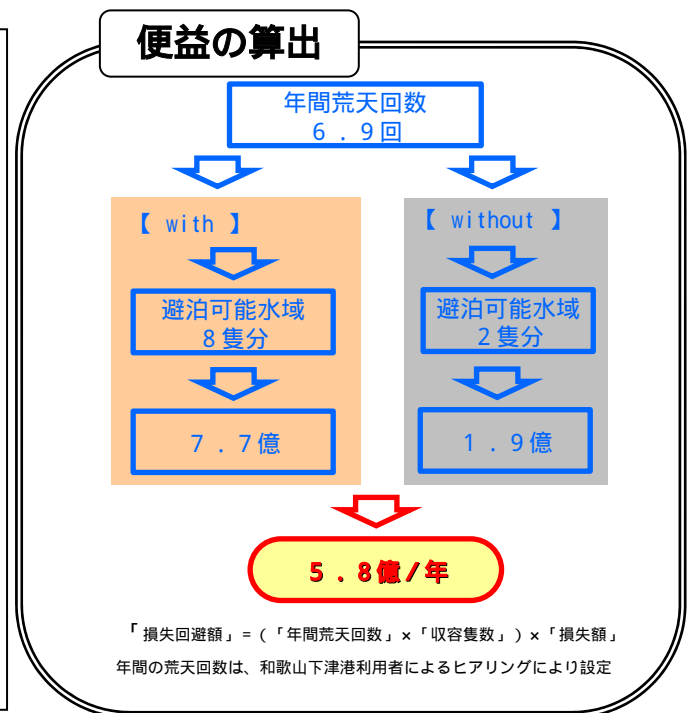 便益の算出
年間荒天回数
6.9回
【 with 】
避泊可能水域
8隻分
7.7億
【 without 】
避泊可能水域
2隻分
1.9億
5.8億/年
「損失回避額」=(「年間荒天回数」×「収容隻数」)×「損失額」
年間の荒天回数は、和歌山下津港利用者によるヒアリングにより設定